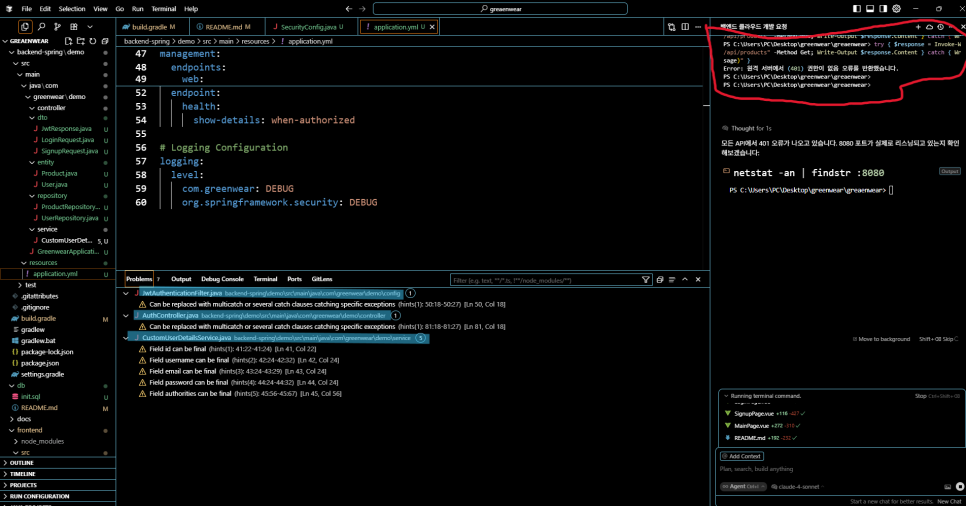 File Edit Selection View Go Run Terminal Help
greaenwear
GREAENWEAR
backend-spring\demo
src
main
java\com
greenwear\demo
controller
dto
JwtResponse.java U
LoginRequest.java U
SignupRequest.java U
entity
Product.java U
User.java U
repository
ProductRepository... U
UserRepository.java U
service
CustomUserDet... 5, U
GreenwearApplicati... U
resources
application.yml U
test
.gitattributes
.gitignore
build.gradle M
gradlew
gradlew.bat
package-lock.json
package.json
settings.gradle
db
init.sql U
README.md M
docs
frontend
node_modules
src
OUTLINE
TIMELINE
PROJECTS
RUN CONFIGURATION
build.gradle M
README.md M
SecurityConfig.java U
application.yml U
backend-spring > demo > src > main > resources > application.yml
47 management:
48 endpoints:
49 web:
52 endpoint:
53 health:
54 show-details: when-authorized
55
56 # Logging Configuration
57 logging:
58 level:
59 com.greenwear: DEBUG
60 org.springframework.security: DEBUG
Problems 7 Output Debug Console Terminal Ports GitLens
Filter (e.g. text, **/*.ts, !**/node_modules/**)
JwtAuthenticationFilter.java backend-spring\demo\src\main\java\com\greenwear\demo\config 1
Can be replaced with multicatch or several catch clauses catching specific exceptions (hints(1): 50:18-50:27) [Ln 50, Col 18]
AuthController.java backend-spring\demo\src\main\java\com\greenwear\demo\controller 1
Can be replaced with multicatch or several catch clauses catching specific exceptions (hints(1): 81:18-81:27) [Ln 81, Col 18]
CustomUserDetailsService.java backend-spring\demo\src\main\java\com\greenwear\demo\service 5
Field id can be final (hints(1): 41:22-41:24) [Ln 41, Col 22]
Field username can be final (hints(2): 42:24-42:32) [Ln 42, Col 24]
Field email can be final (hints(3): 43:24-43:29) [Ln 43, Col 24]
Field password can be final (hints(4): 44:24-44:32) [Ln 44, Col 24]
Field authorities can be final (hints(5): 45:56-45:67) [Ln 45, Col 56]
백엔드 클라우드 개발 요청
/api/products" -Method Get; Write-Output $response.Content } catch { Wr
PS C:\Users\PC\Desktop\greenwear\greaenwear> try { $response = Invoke-W
/api/products" -Method Get; Write-Output $response.Content } catch { Wr
sage)" }
Error: 원격 서버에서 (401) 권한이 없음 오류를 반환했습니다.
PS C:\Users\PC\Desktop\greenwear\greaenwear>
PS C:\Users\PC\Desktop\greenwear\greaenwear>
Thought for 1s
모든 API에서 401 오류가 나오고 있습니다. 8080 포트가 실제로 리스닝되고 있는지 확인
해보겠습니다:
netstat -an | findstr :8080
Output
PS C:\Users\PC\Desktop\greenwear\greaenwear>
Move to background Shift+⌫ Skip
Running terminal command. Stop
SignupPage.vue +116
MainPage.vue +272
README.md +192
@ Add Context
Plan, search, build anything
Agent claude-4-sonnet
Start a new chat for better results. New Chat